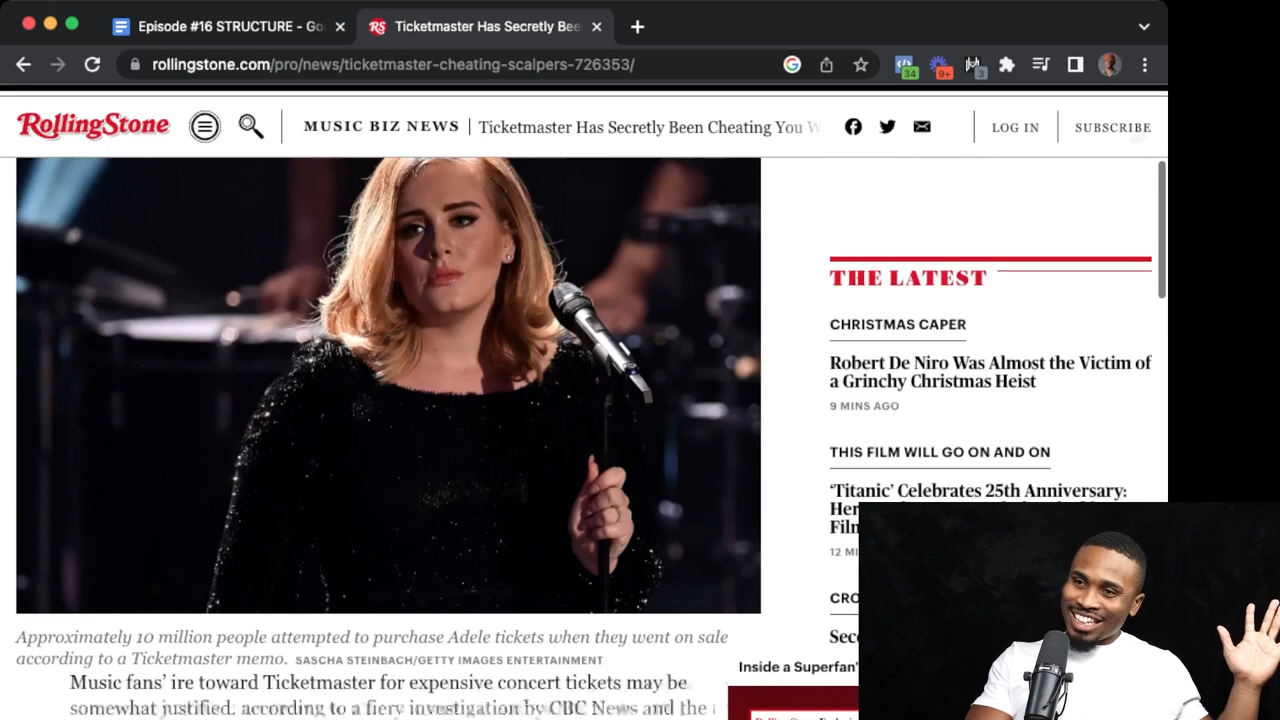 Episode #16 STRUCTURE - Go
Ticketmaster Has Secretly Bee
rollingstone.com/pro/news/ticketmaster-cheating-scalpers-726353/
34
9+
3
RollingStone
MUSIC BIZ NEWS
Ticketmaster Has Secretly Been Cheating You W
LOG IN
SUBSCRIBE
THE LATEST
CHRISTMAS CAPER
Robert De Niro Was Almost the Victim of
a Grinchy Christmas Heist
9 MINS AGO
THIS FILM WILL GO ON AND ON
‘Titanic’ Celebrates 25th Anniversary:
Her
Film
12 MI
CRO
Seco
Approximately 10 million people attempted to purchase Adele tickets when they went on sale
according to a Ticketmaster memo. SASCHA STEINBACH/GETTY IMAGES ENTERTAINMENT
Inside a Superfan’
Music fans’ ire toward Ticketmaster for expensive concert tickets may be
somewhat justified, according to a fiery investigation by CBC News and the